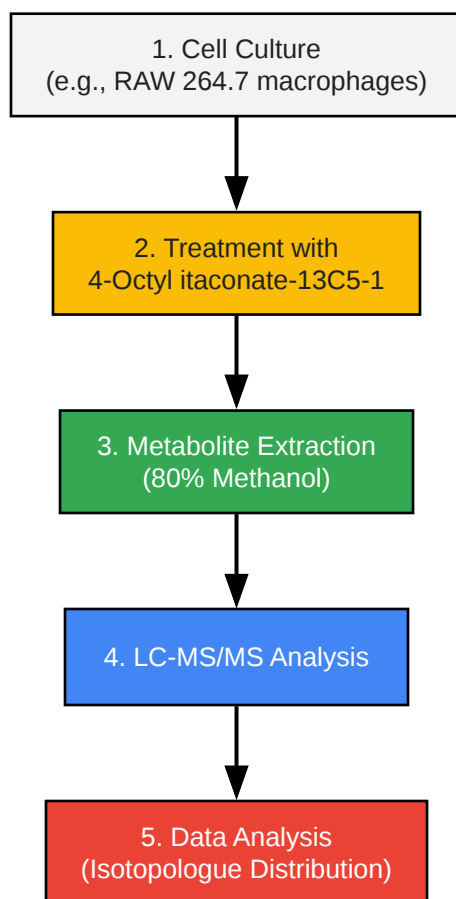 1. Cell Culture
(e.g., RAW 264.7 macrophages)
2. Treatment with
4-Octyl itaconate-13C5-1
3. Metabolite Extraction
(80% Methanol)
4. LC-MS/MS Analysis
5. Data Analysis
(Isotopologue Distribution)